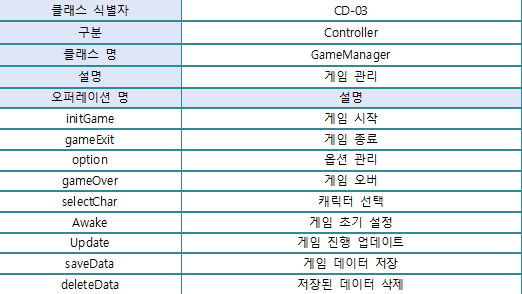 클래스 식별자 CD-03
구분 Controller
클래스 명 GameManager
설명 게임 관리
오퍼레이션 명 설명
initGame 게임 시작
gameExit 게임 종료
option 옵션 관리
gameOver 게임 오버
selectChar 캐릭터 선택
Awake 게임 초기 설정
Update 게임 진행 업데이트
saveData 게임 데이터 저장
deleteData 저장된 데이터 삭제